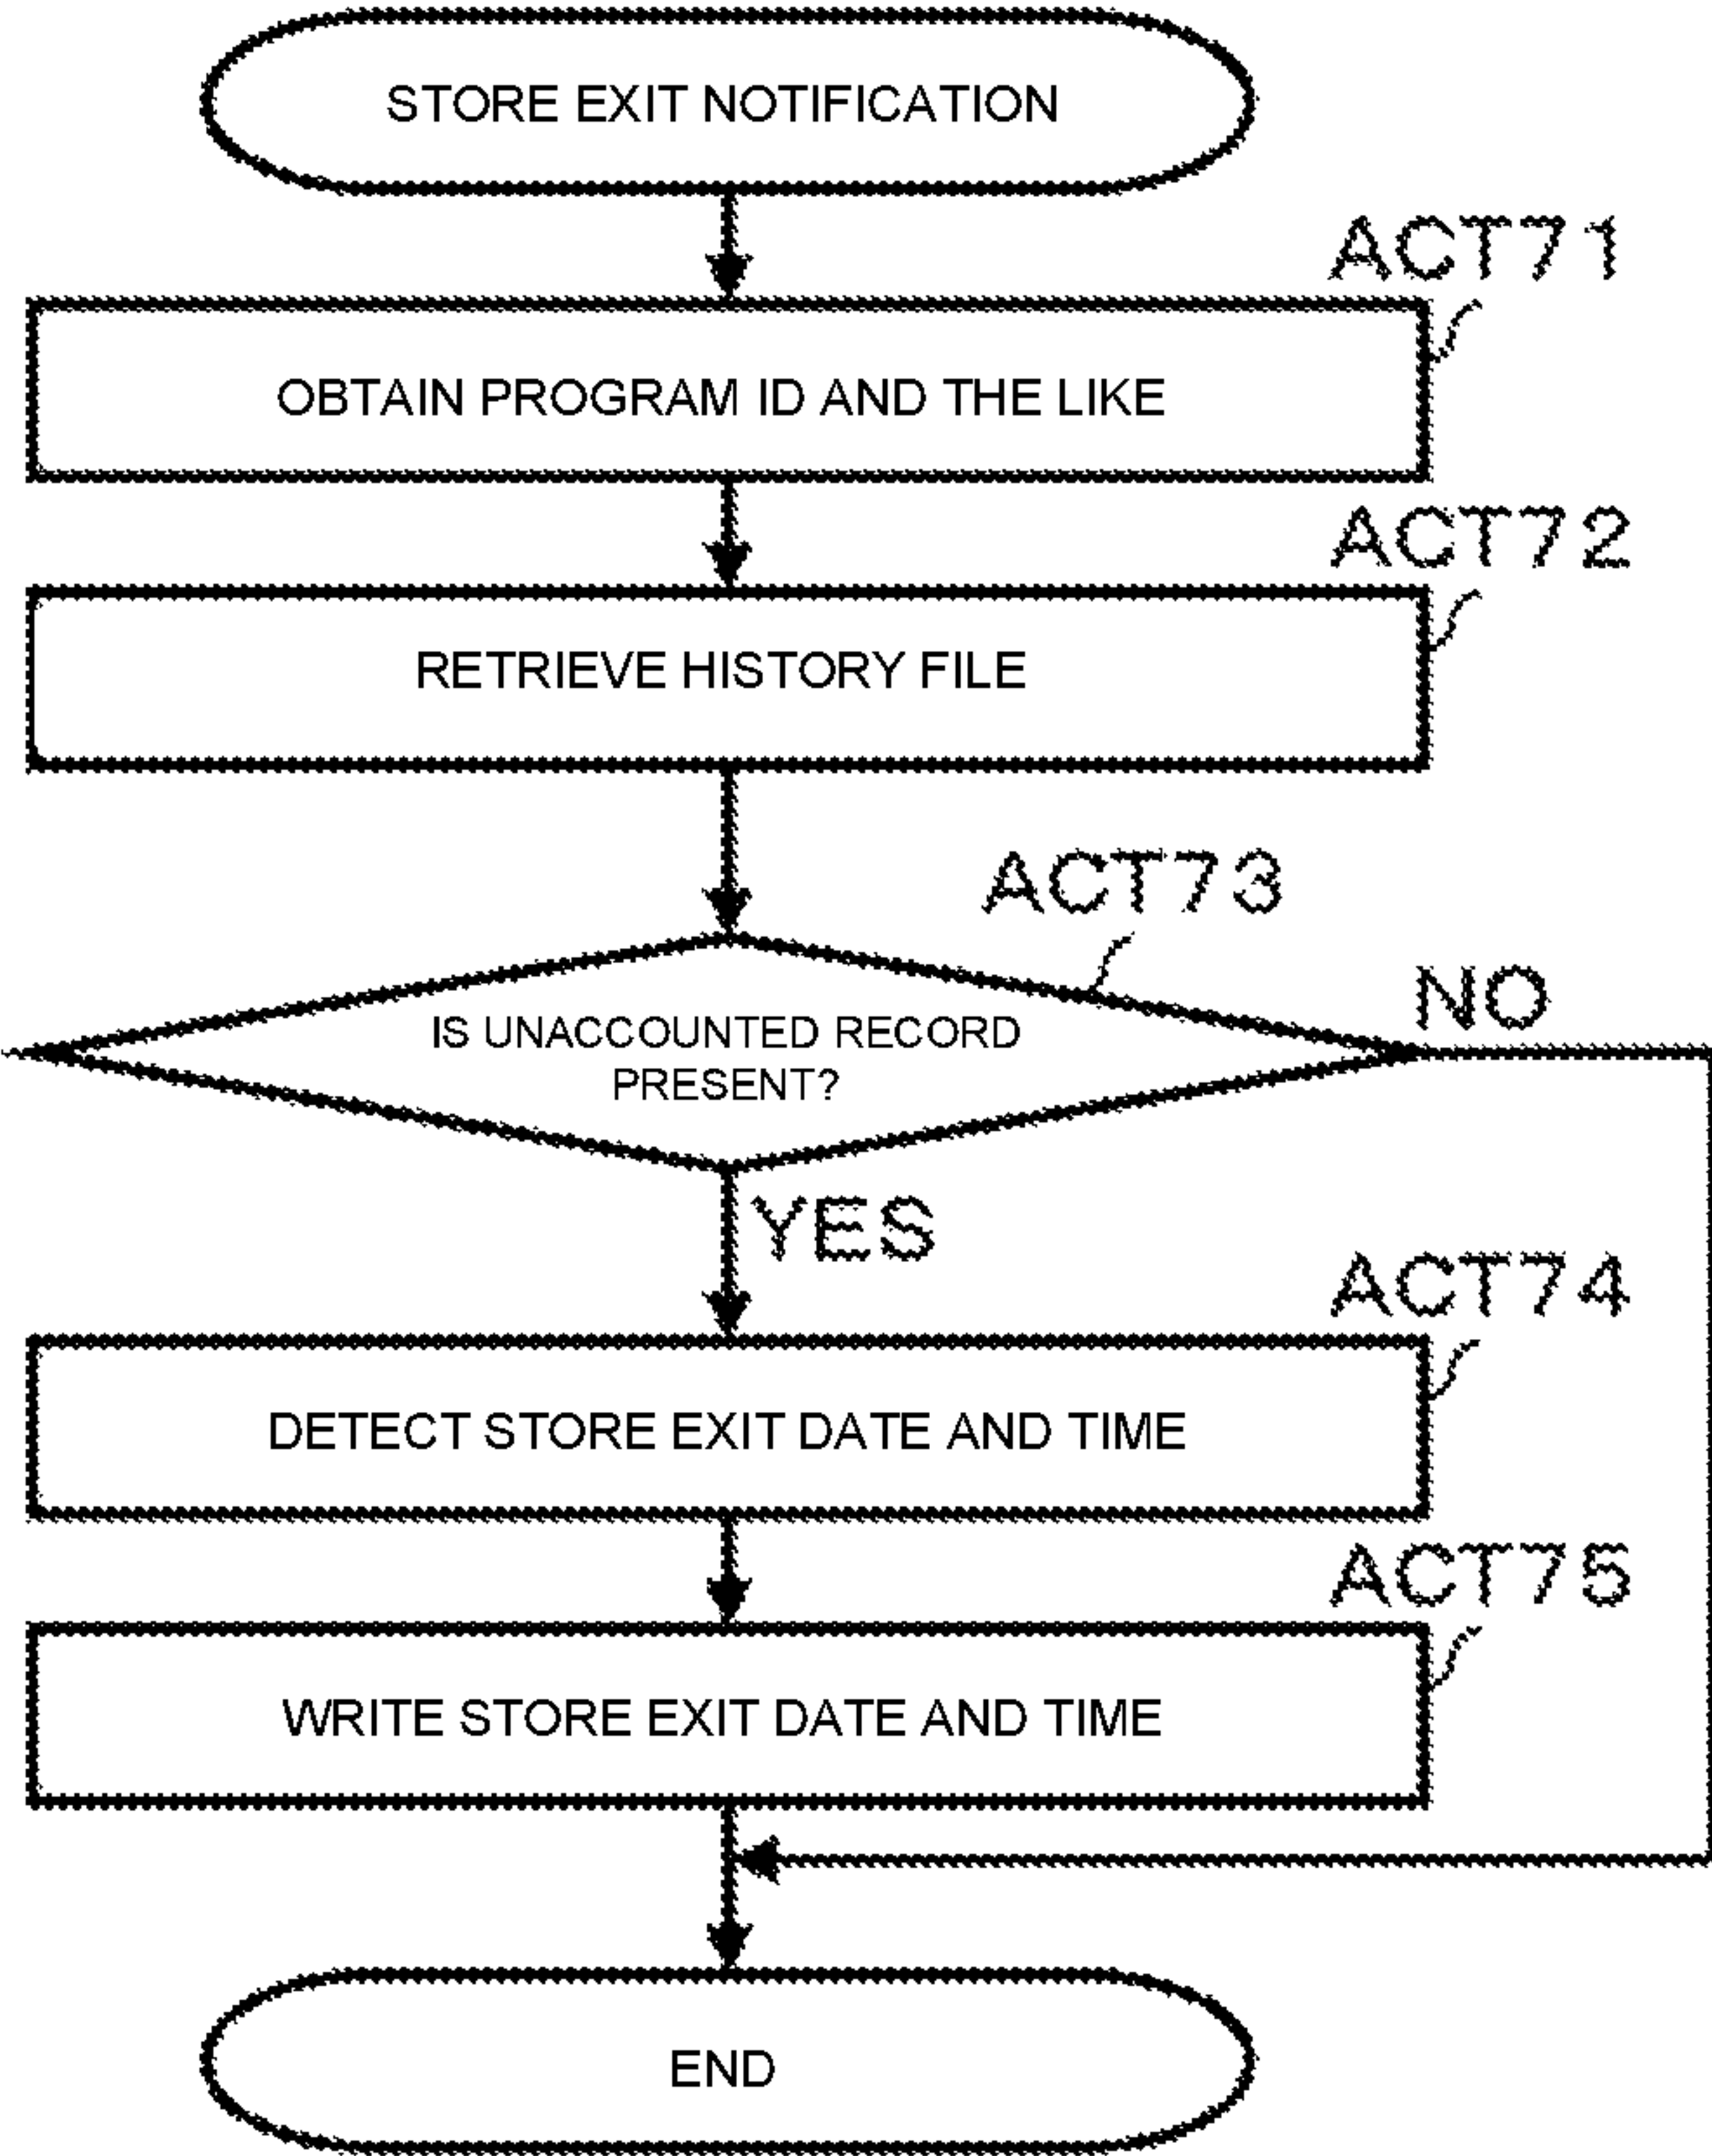 STORE EXIT NOTIFICATION
ACT71
OBTAIN PROGRAM ID AND THE LIKE
ACT72
RETRIEVE HISTORY FILE
ACT73
NO
IS UNACCOUNTED RECORD
PRESENT?
YES
ACT74
DETECT STORE EXIT DATE AND TIME
ACT75
WRITE STORE EXIT DATE AND TIME
END